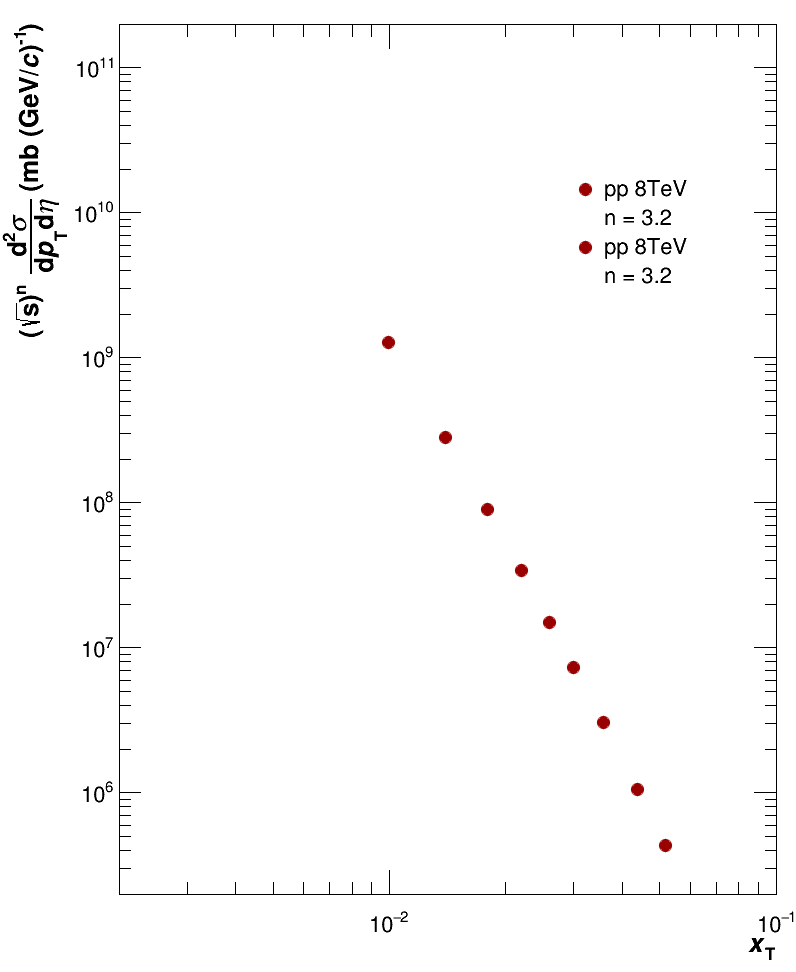 (√s)ⁿ d²σ/dp_T dη (mb (GeV/c)⁻¹)
10¹¹
10¹⁰
10⁹
10⁸
10⁷
10⁶
pp 8TeV
n = 3.2
pp 8TeV
n = 3.2
10⁻²
10⁻¹
x_T